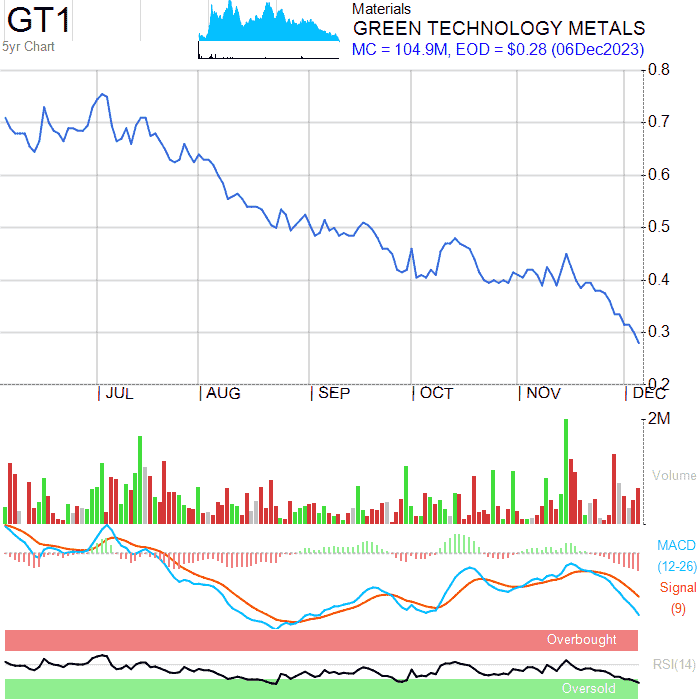 GT1
5yr Chart
Materials
GREEN TECHNOLOGY METALS
MC = 104.9M, EOD = $0.28 (06Dec2023)
0.8
0.7
0.6
0.5
0.4
0.3
0.2
JUL AUG SEP OCT NOV DEC
2M
Volume
MACD
(12-26)
Signal
(9)
Overbought
RSI(14)
Oversold